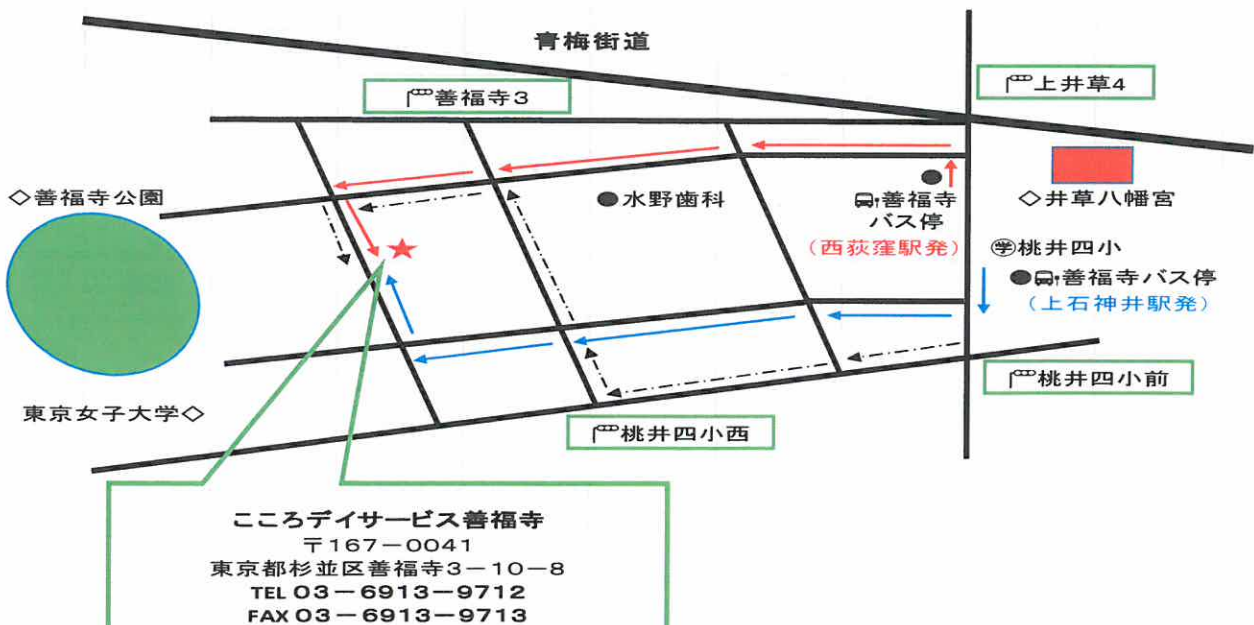 青梅街道
善福寺3
上井草4
◇善福寺公園
●水野歯科
善福寺
バス停
(西荻窪駅発)
◇井草八幡宮
㊫桃井四小
●善福寺バス停
(上石神井駅発)
東京女子大学◇
桃井四小前
桃井四小西
こころデイサービス善福寺
〒167-0041
東京都杉並区善福寺3-10-8
TEL 03-6913-9712
FAX 03-6913-9713